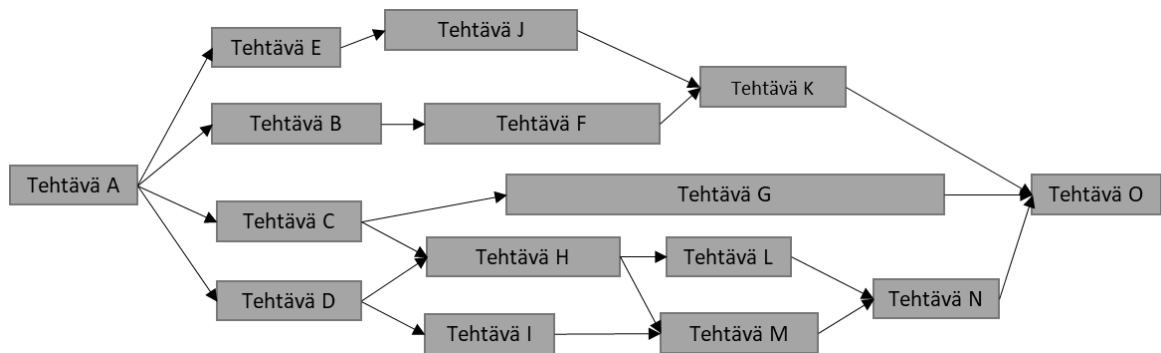 Tehtävä E
Tehtävä J
Tehtävä K
Tehtävä B
Tehtävä F
Tehtävä A
Tehtävä G
Tehtävä O
Tehtävä C
Tehtävä H
Tehtävä L
Tehtävä D
Tehtävä N
Tehtävä I
Tehtävä M